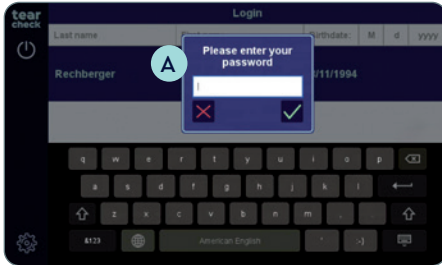 tear
check
Login
Last name
Birthdate: M d yyyy
Please enter your
password
A
Rechberger
/11/1994
q w e r t y u i o p
a s d f g h j k l
z x c v b n m , .
&123
American English
' :-)